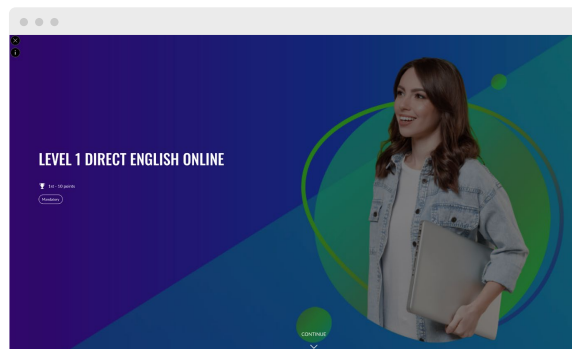 LEVEL 1 DIRECT ENGLISH ONLINE
1st - 10 points
Mandatory
CONTINUE